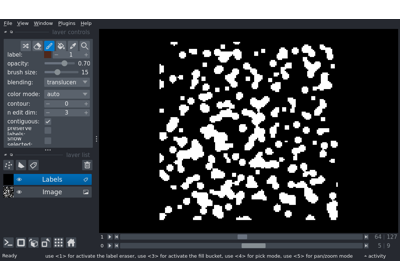 File View Window Plugins Help
layer controls
label: 1
opacity: 0.70
brush size: 15
blending: translucen
color mode: auto
contour: 0
n edit dim: 3
contiguous:
preserve
labels:
show
selected:
layer list
Labels
Image
1 64 127
0 5 9
Ready use <1> for activate the label eraser, use <3> for activate the fill bucket, use <4> for pick mode, use <5> for pan/zoom mode activity